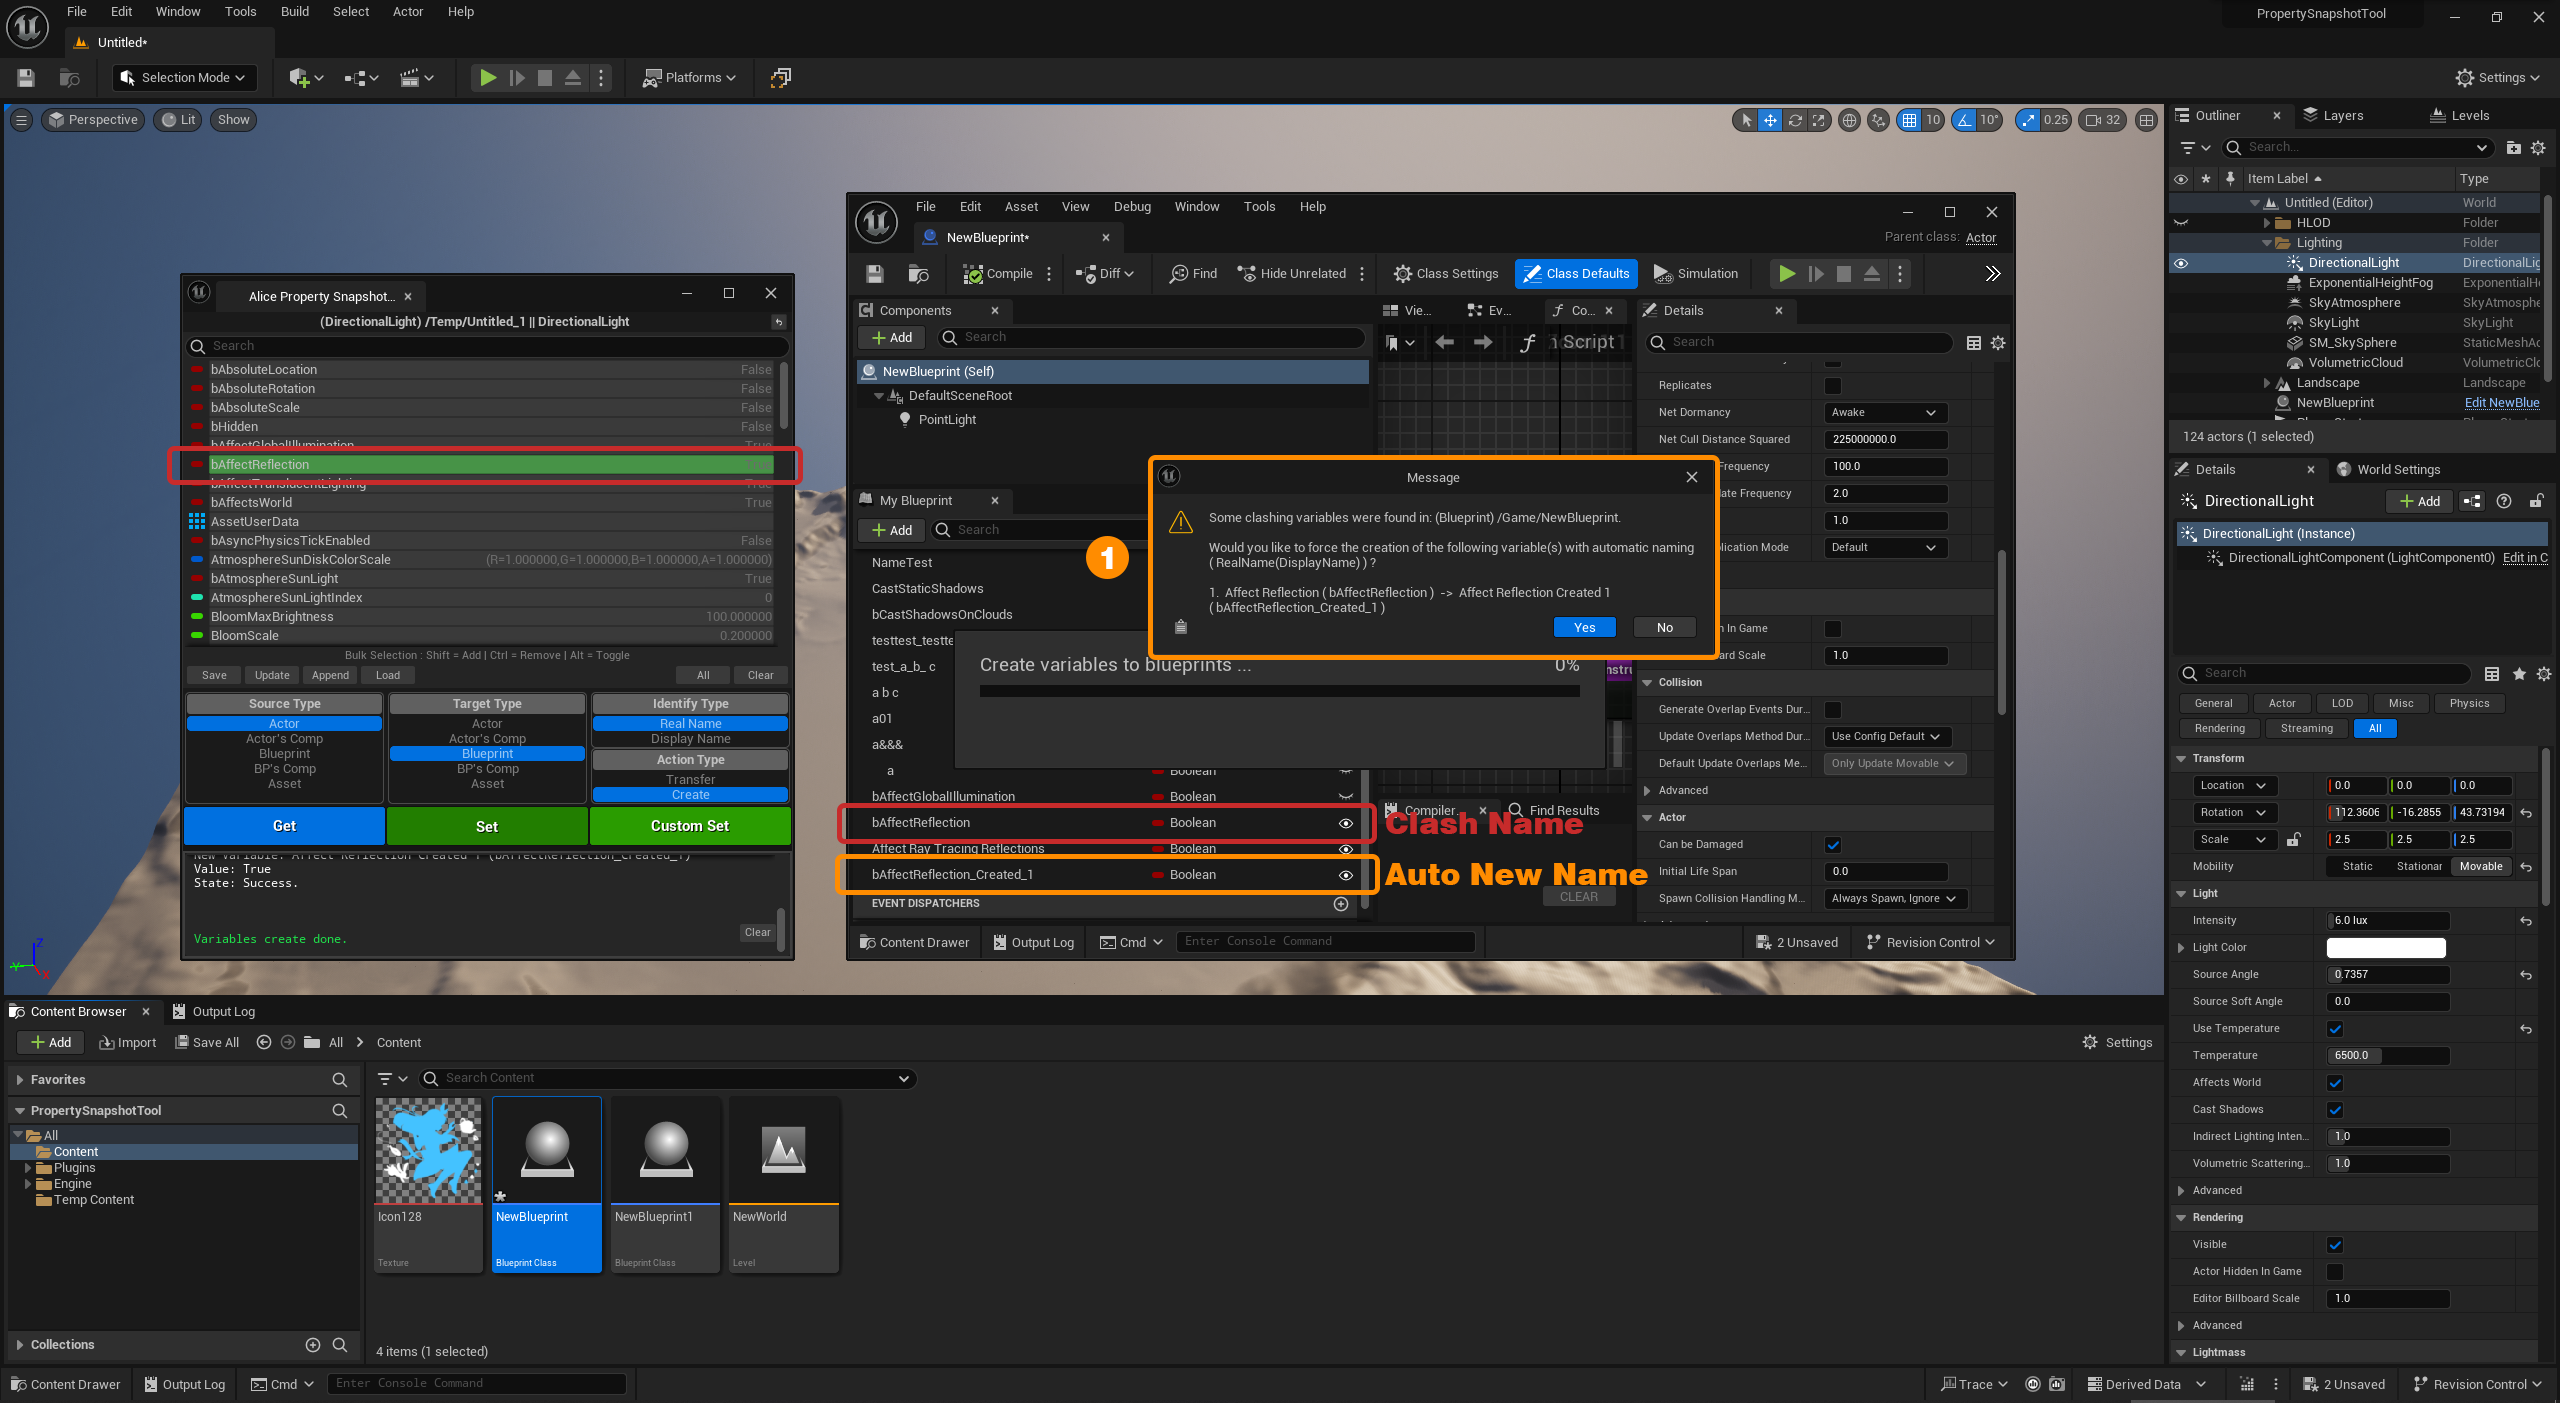 File Edit Window Tools Build Select Actor Help
PropertySnapshotTool
Untitled*
Selection Mode
Platforms
Settings
Perspective Lit Show
10 10° 0.25 32
Alice Property Snapshot...
(DirectionalLight) /Temp/Untitled_1 || DirectionalLight
Search
bAbsoluteLocation False
bAbsoluteRotation False
bAbsoluteScale False
bHidden False
bAffectGlobalIllumination True
bAffectReflection True
bAffectTranslucentLighting True
bAffectsWorld True
AssetUserData
bAsyncPhysicsTickEnabled False
AtmosphereSunDiskColorScale (R=1.000000,G=1.000000,B=1.000000,A=1.000000)
bAtmosphereSunLight True
AtmosphereSunLightIndex 0
BloomMaxBrightness 100.000000
BloomScale 0.200000
Bulk Selection : Shift = Add | Ctrl = Remove | Alt = Toggle
Save Update Append Load All Clear
Source Type
Actor
Actor's Comp
Blueprint
BP's Comp
Asset
Target Type
Actor
Actor's Comp
Blueprint
BP's Comp
Asset
Identify Type
Real Name
Display Name
Action Type
Transfer
Create
Get Set Custom Set
New Variable: Affect Reflection Created 1 (bAffectReflection_Created_1)
Value: True
State: Success.
Variables create done.
Clear
File Edit Asset View Debug Window Tools Help
NewBlueprint*
Parent class: Actor
Compile Diff Find Hide Unrelated Class Settings Class Defaults Simulation
Components
Add Search
NewBlueprint (Self)
DefaultSceneRoot
PointLight
My Blueprint
Add Search
NameTest
CastStaticShadows
bCastShadowsOnClouds
testtest_testte
test_a_b_ c
a b c
a01
a&&&
a Boolean
bAffectGlobalIllumination Boolean
bAffectReflection Boolean
Affect Ray Tracing Reflections Boolean
bAffectReflection_Created_1 Boolean
EVENT DISPATCHERS
Clash Name
Auto New Name
Vie... Ev... Co...
Script
Compiler Find Results
CLEAR
Create variables to blueprints ... 0%
1
Message
Some clashing variables were found in: (Blueprint) /Game/NewBlueprint.
Would you like to force the creation of the following variable(s) with automatic naming
( RealName(DisplayName) ) ?
1. Affect Reflection ( bAffectReflection ) -> Affect Reflection Created 1
( bAffectReflection_Created_1 )
Yes No
Details
Search
Replicates
Net Dormancy Awake
Net Cull Distance Squared 225000000.0
Frequency 100.0
ate Frequency 2.0
1.0
plication Mode Default
n In Game
ard Scale 1.0
Collision
Generate Overlap Events Dur...
Update Overlaps Method Dur... Use Config Default
Default Update Overlaps Me... Only Update Movable
Advanced
Actor
Can be Damaged
Initial Life Span 0.0
Spawn Collision Handling M... Always Spawn, Ignore
Content Drawer Output Log Cmd Enter Console Command 2 Unsaved Revision Control
Outliner Layers Levels
Search...
Item Label Type
Untitled (Editor) World
HLOD Folder
Lighting Folder
DirectionalLight DirectionalLig
ExponentialHeightFog ExponentialHe
SkyAtmosphere SkyAtmosphe
SkyLight SkyLight
SM_SkySphere StaticMeshAc
VolumetricCloud VolumetricClo
Landscape Landscape
NewBlueprint Edit NewBlue
124 actors (1 selected)
Details World Settings
DirectionalLight Add
DirectionalLight (Instance)
DirectionalLightComponent (LightComponent0) Edit in C
Search
General Actor LOD Misc Physics
Rendering Streaming All
Transform
Location 0.0 0.0 0.0
Rotation 112.3606 -16.2855 43.73194
Scale 2.5 2.5 2.5
Mobility Static Stationar Movable
Light
Intensity 6.0 lux
Light Color
Source Angle 0.7357
Source Soft Angle 0.0
Use Temperature
Temperature 6500.0
Affects World
Cast Shadows
Indirect Lighting Inten... 1.0
Volumetric Scattering... 1.0
Advanced
Rendering
Visible
Actor Hidden In Game
Editor Billboard Scale 1.0
Advanced
Lightmass
Content Browser Output Log
Add Import Save All All Content
Settings
Favorites
PropertySnapshotTool
All
Content
Plugins
Engine
Temp Content
Collections
Search Content
Icon128
Texture
NewBlueprint
Blueprint Class
NewBlueprint1
Blueprint Class
NewWorld
Level
4 items (1 selected)
Content Drawer Output Log Cmd Enter Console Command
Trace Derived Data 2 Unsaved Revision Control